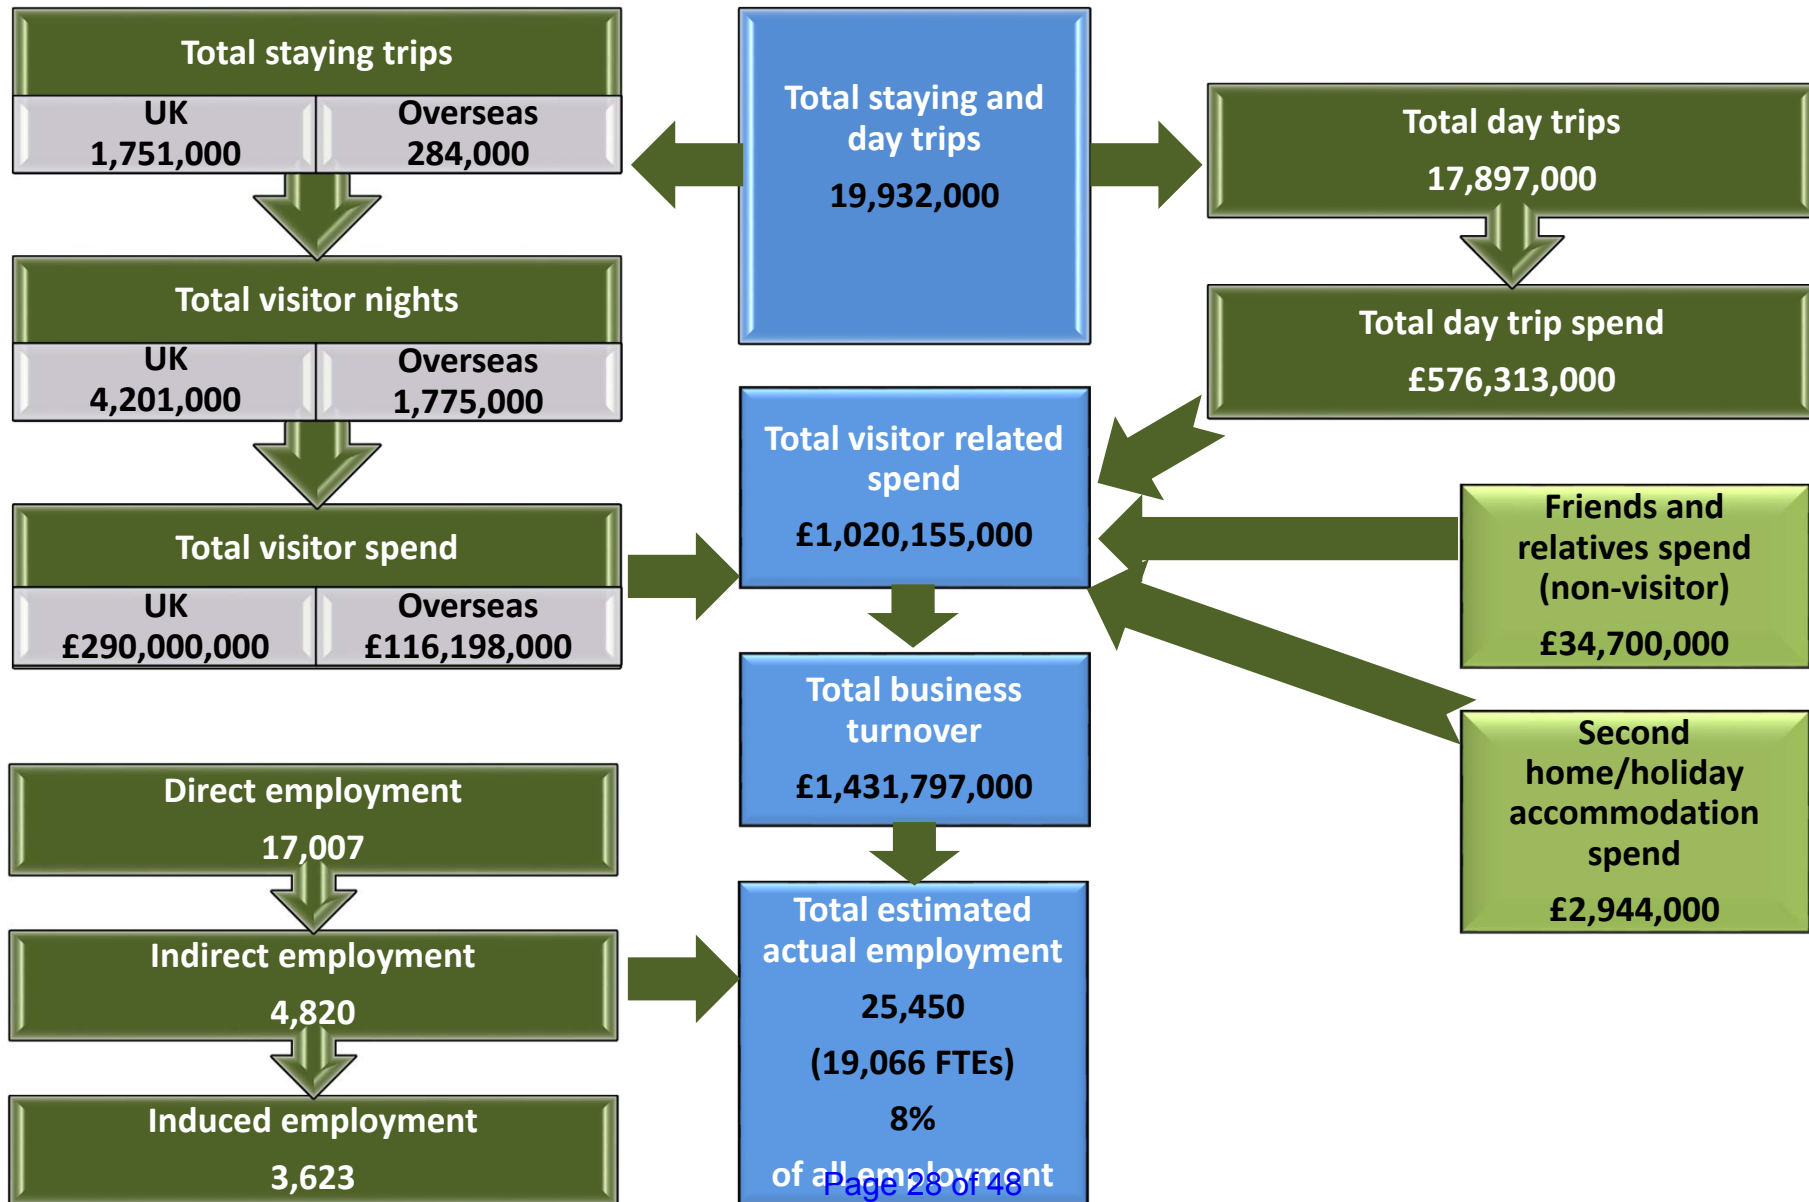 Total staying trips
UK
1,751,000
Overseas
284,000
Total visitor nights
UK
4,201,000
Overseas
1,775,000
Total visitor spend
UK
£290,000,000
Overseas
£116,198,000
Direct employment
17,007
Indirect employment
4,820
Induced employment
3,623
Total staying and
day trips
19,932,000
Total visitor related
spend
£1,020,155,000
Total business
turnover
£1,431,797,000
Total estimated
actual employment
25,450
(19,066 FTEs)
8%
of all employment
Total day trips
17,897,000
Total day trip spend
£576,313,000
Friends and
relatives spend
(non-visitor)
£34,700,000
Second
home/holiday
accommodation
spend
£2,944,000
Page 28 of 48